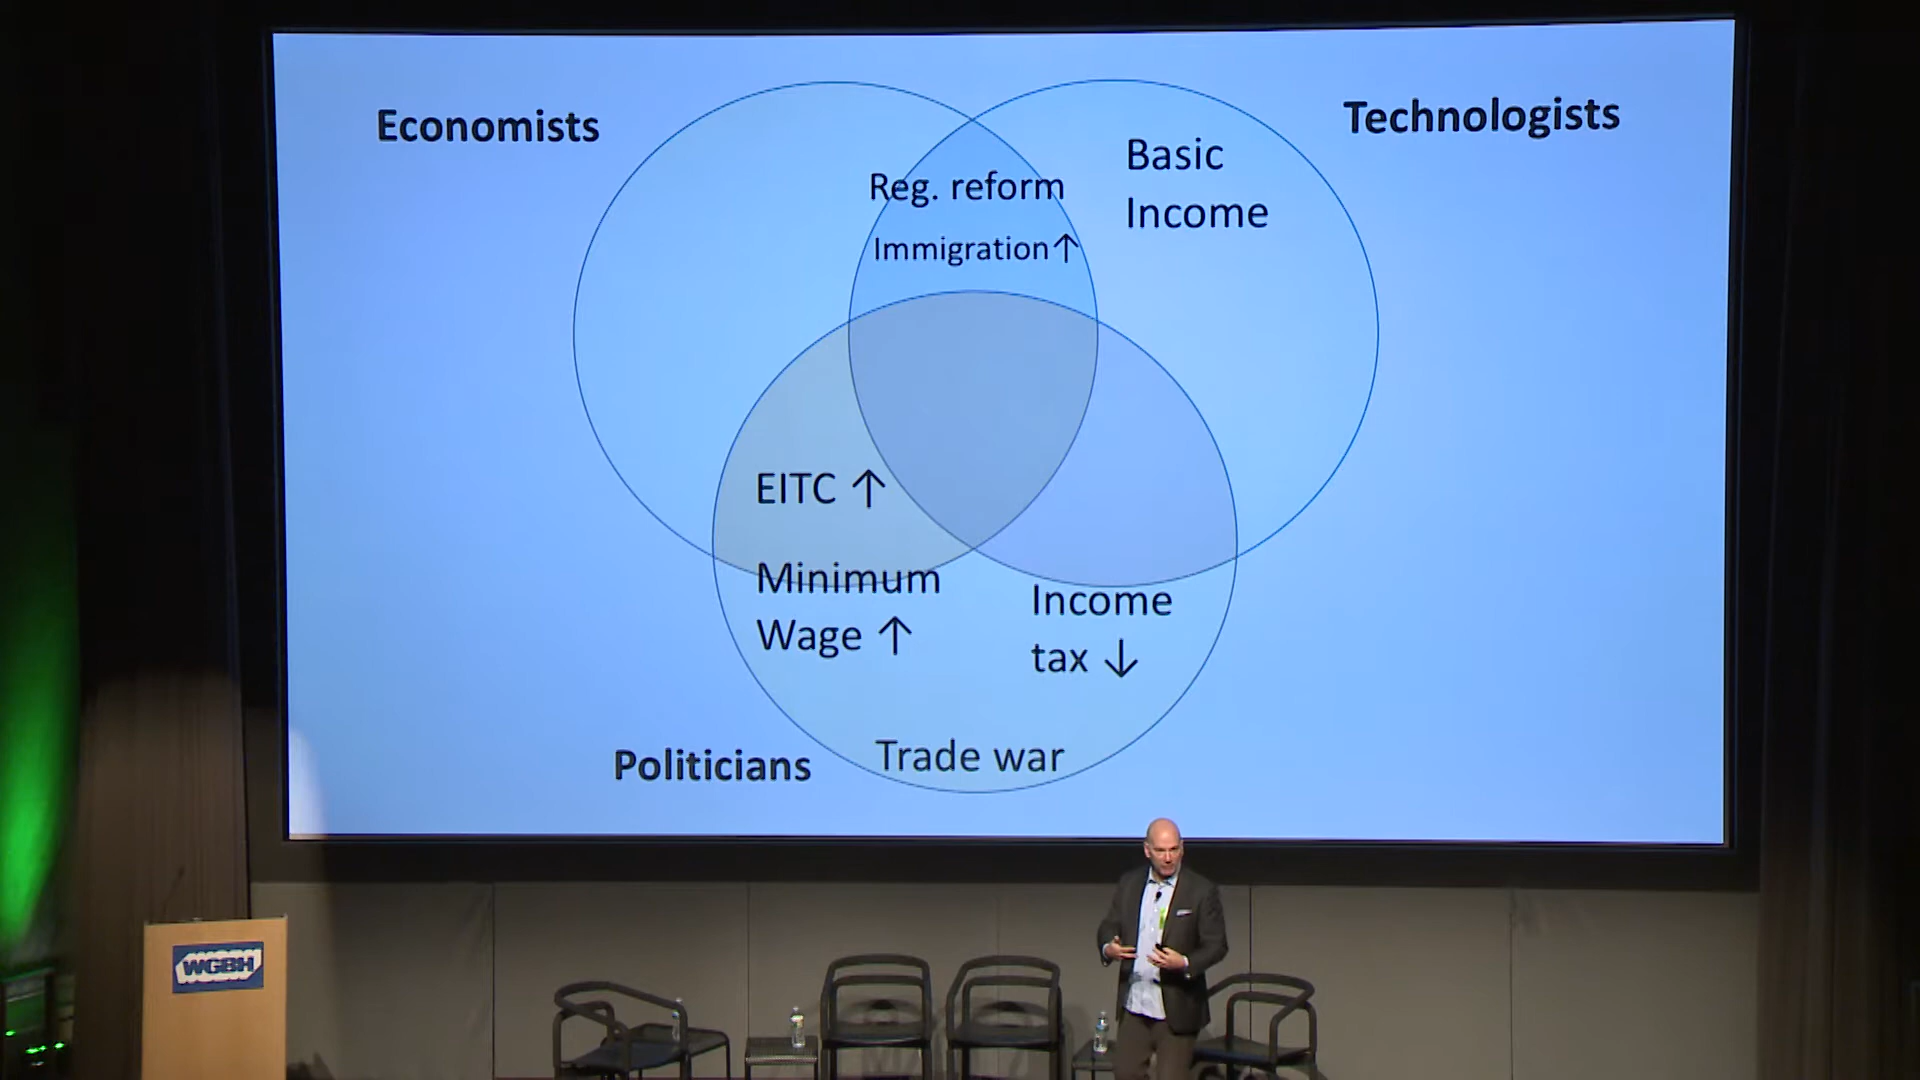 Economists
Technologists
Basic
Income
Reg. reform
Immigration↑
EITC ↑
Minimum
Wage ↑
Income
tax ↓
Trade war
Politicians
WGBH